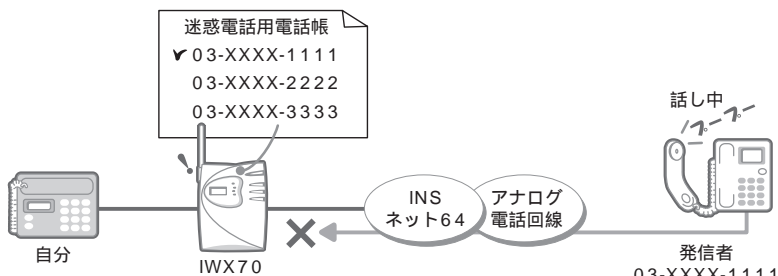 迷惑電話用電話帳
03-XXXX-1111
03-XXXX-2222
03-XXXX-3333
話し中
プープー
INS
ネット64
アナログ
電話回線
自分
IWX70
発信者
03-XXXX-1111